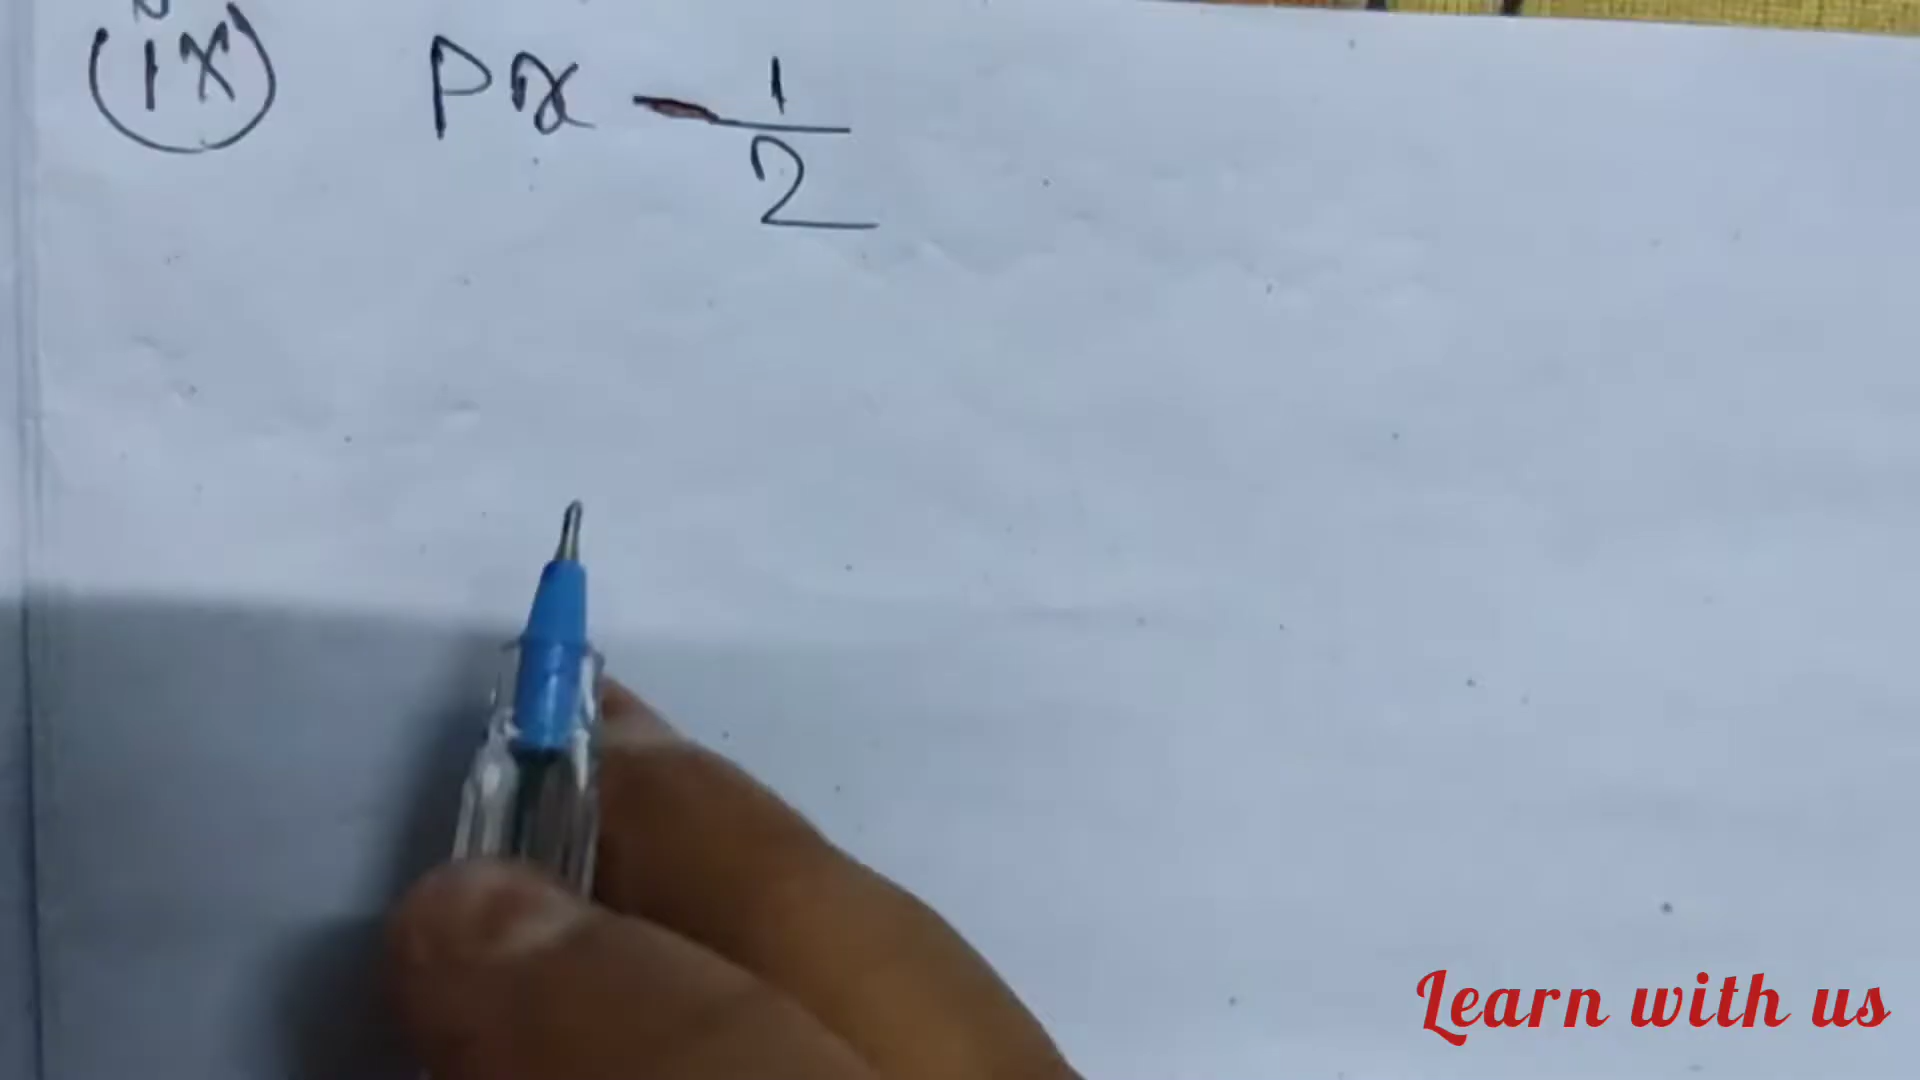 (ix) px - 1/2
Learn with us